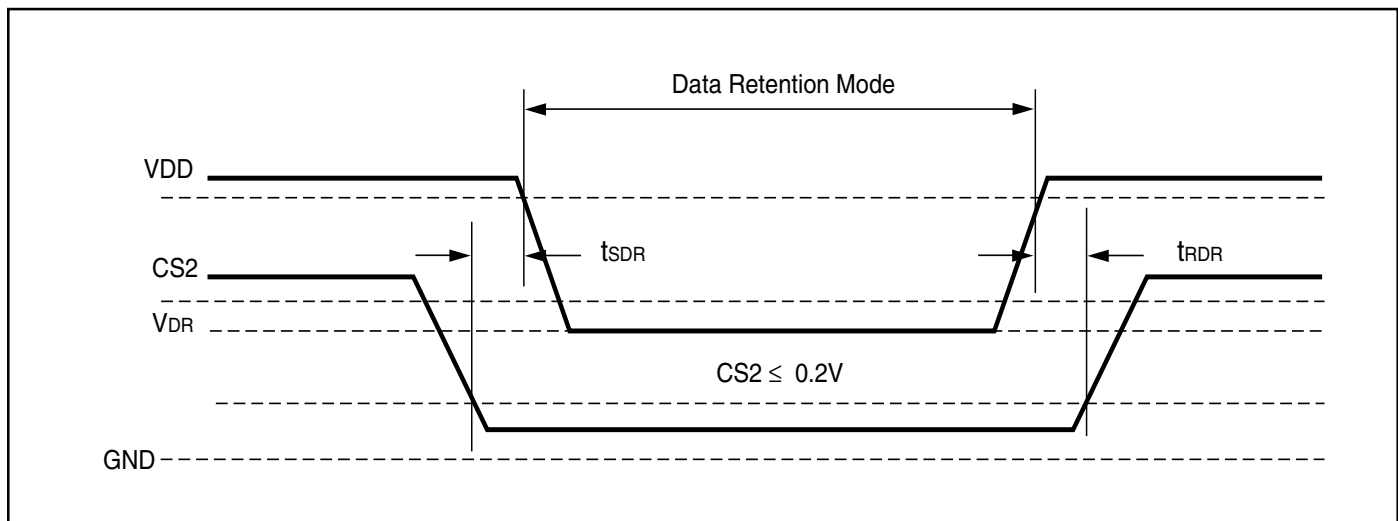 Data Retention Mode
VDD
tSDR
tRDR
CS2
VDR
CS2 ≤ 0.2V
GND